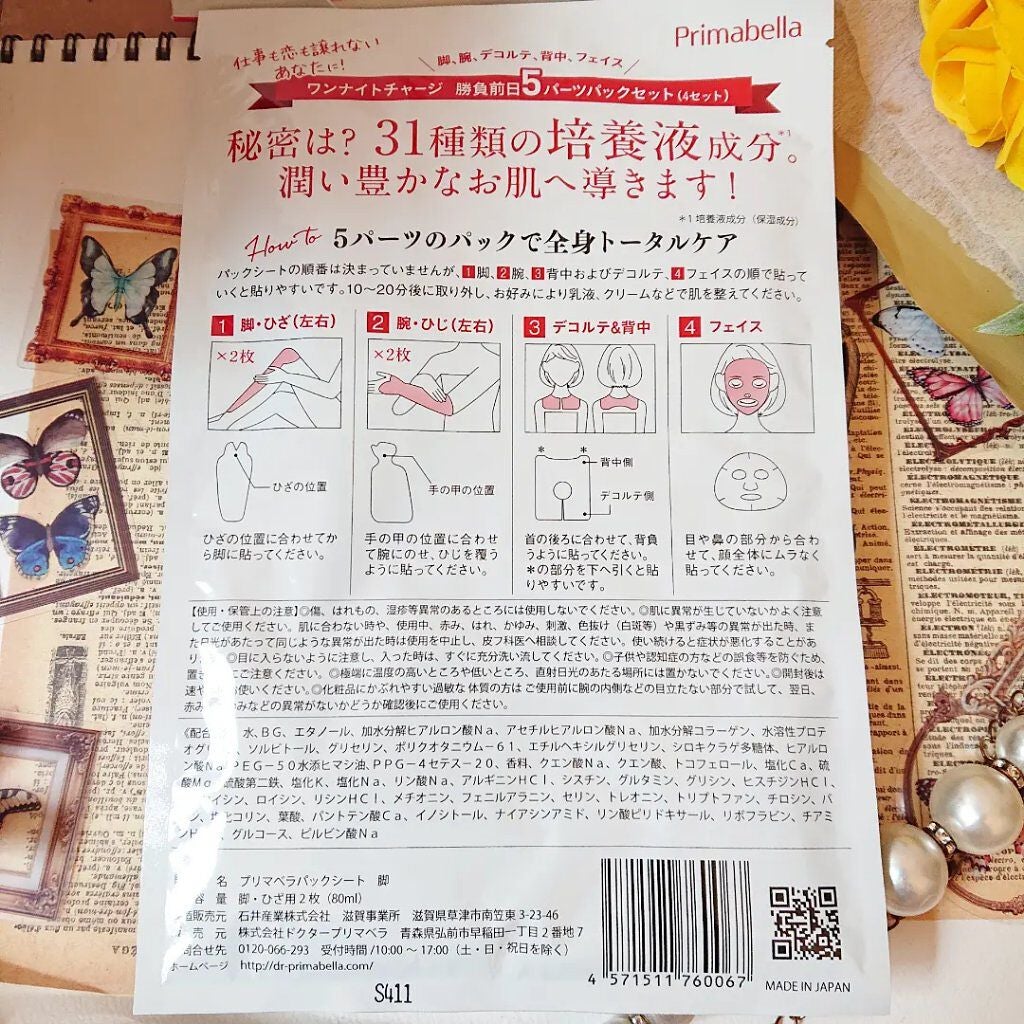 Primabella
仕事も恋も譲れない
あなたに!
脚、腕、デコルテ、背中、フェイス
ワンナイトチャージ 勝負前日5パーツパックセット(4セット)
秘密は? 31種類の培養液成分。*1
潤い豊かなお肌へ導きます!
*1 培養液成分(保湿成分)
How to 5パーツのパックで全身トータルケア
パックシートの順番は決まっていませんが、1脚、2腕、3背中およびデコルテ、4フェイスの順で貼って
いくと貼りやすいです。10〜20分後に取り外し、お好みにより乳液、クリームなどで肌を整えてください。
1 脚・ひざ(左右)
×2枚
ひざの位置
ひざの位置に合わせてか
ら脚に貼ってください。
2 腕・ひじ(左右)
×2枚
手の甲の位置
手の甲の位置に合わせ
て腕にのせ、ひじを覆う
ように貼ってください。
3 デコルテ&背中
* *
背中側
デコルテ側
首の後ろに合わせて、背負
うように貼ってください。
*の部分を下へ引くと貼
りやすいです。
4 フェイス
目や鼻の部分から合わ
せて、顔全体にムラなく
貼ってください。
【使用・保管上の注意】◎傷、はれもの、湿疹等異常のあるところには使用しないでください。◎肌に異常が生じていないかよく注意
してご使用ください。肌に合わない時や、使用中、赤み、はれ、かゆみ、刺激、色抜け(白斑等)や黒ずみ等の異常が出た時、ま
た日光があたって同じような異常が出た時は使用を中止し、皮フ科医へ相談してください。使い続けると症状が悪化することがあ
り ◎目に入らないように注意し、入った時は、すぐに充分洗い流してください。◎子供や認知症の方などの誤食等を防ぐため、
置き ご注意ください。◎極端に温度の高いところや低いところ、直射日光のあたる場所には置かないでください。◎開封後は
速や お使いください。◎化粧品にかぶれやすい過敏な体質の方はご使用前に腕の内側などの目立たない部分で試して、翌日、
赤み みなどの異常がないかどうか確認後にご使用ください。
《配合 水、BG、エタノール、加水分解ヒアルロン酸Na、アセチルヒアルロン酸Na、加水分解コラーゲン、水溶性プロテ
オグリ 、ソルビトール、グリセリン、ポリクオタニウム−61、エチルヘキシルグリセリン、シロキクラゲ多糖体、ヒアルロ
ン酸Na PEG−50水添ヒマシ油、PPG−4セテス−20、香料、クエン酸Na、クエン酸、トコフェロール、塩化Ca、硫
酸Mg、硫酸第二鉄、塩化K、塩化Na、リン酸Na、アルギニンHCl、シスチン、グルタミン、グリシン、ヒスチジンHCl、
イシン、ロイシン、リシンHCl、メチオニン、フェニルアラニン、セリン、トレオニン、トリプトファン、チロシン、バ
、塩化コリン、葉酸、パントテン酸Ca、イノシトール、ナイアシンアミド、リン酸ピリドキサール、リボフラビン、チアミ
グルコース、ピルビン酸Na
名 プリマベラパックシート 脚
容 量 脚・ひざ用2枚(80ml)
販売元 石井産業株式会社 滋賀事業所 滋賀県草津市南笠東3-23-46
売 元 株式会社ドクタープリマベラ 青森県弘前市早稲田一丁目2番地7
問合せ先 0120-066-293 受付時間/10:00〜17:00(土・日・祝日を除く)
ホームページ http://dr-primabella.com/
S411
4 571511 760067
MADE IN JAPAN